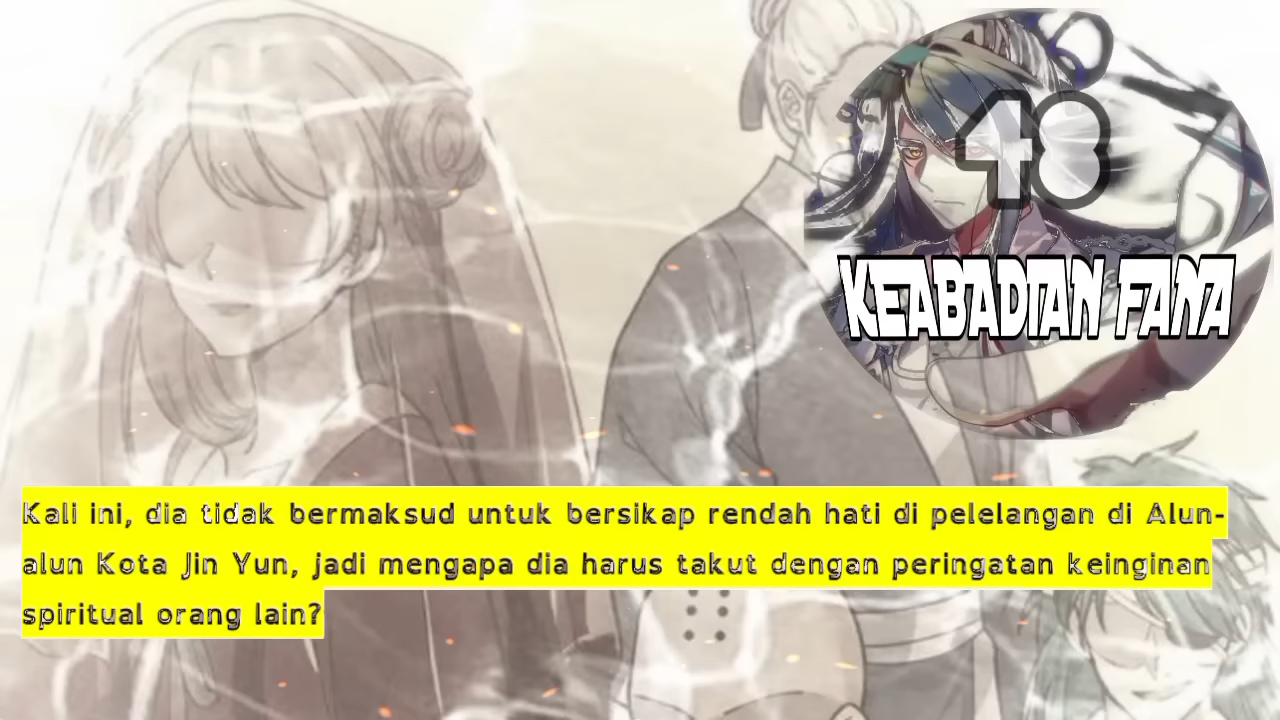 48
KEABADIAN FANA
Kali ini, dia tidak bermaksud untuk bersikap rendah hati di pelelangan di Alun-
alun Kota Jin Yun, jadi mengapa dia harus takut dengan peringatan keinginan
spiritual orang lain?